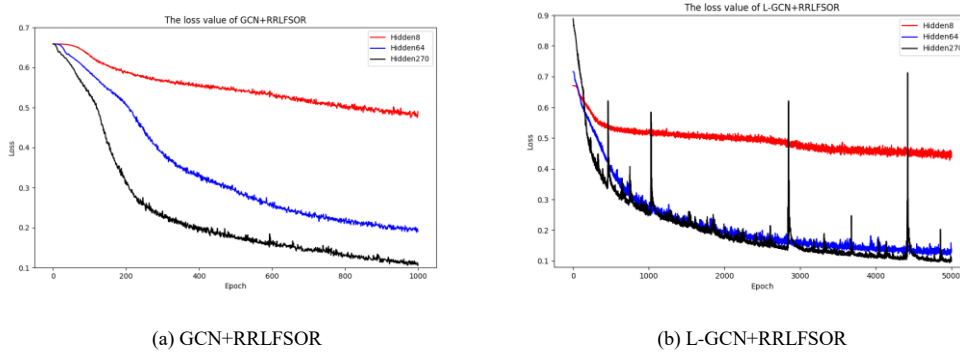 The loss value of GCN+RRLFSOR
0.7
0.6
0.5
0.4
0.3
0.2
0.1
Loss
0
200
400
600
800
1000
Epoch
Hidden8
Hidden64
Hidden270
(a) GCN+RRLFSOR
The loss value of L-GCN+RRLFSOR
0.9
0.8
0.7
0.6
0.5
0.4
0.3
0.2
0.1
Loss
0
1000
2000
3000
4000
5000
Epoch
Hidden8
Hidden64
Hidden270
(b) L-GCN+RRLFSOR